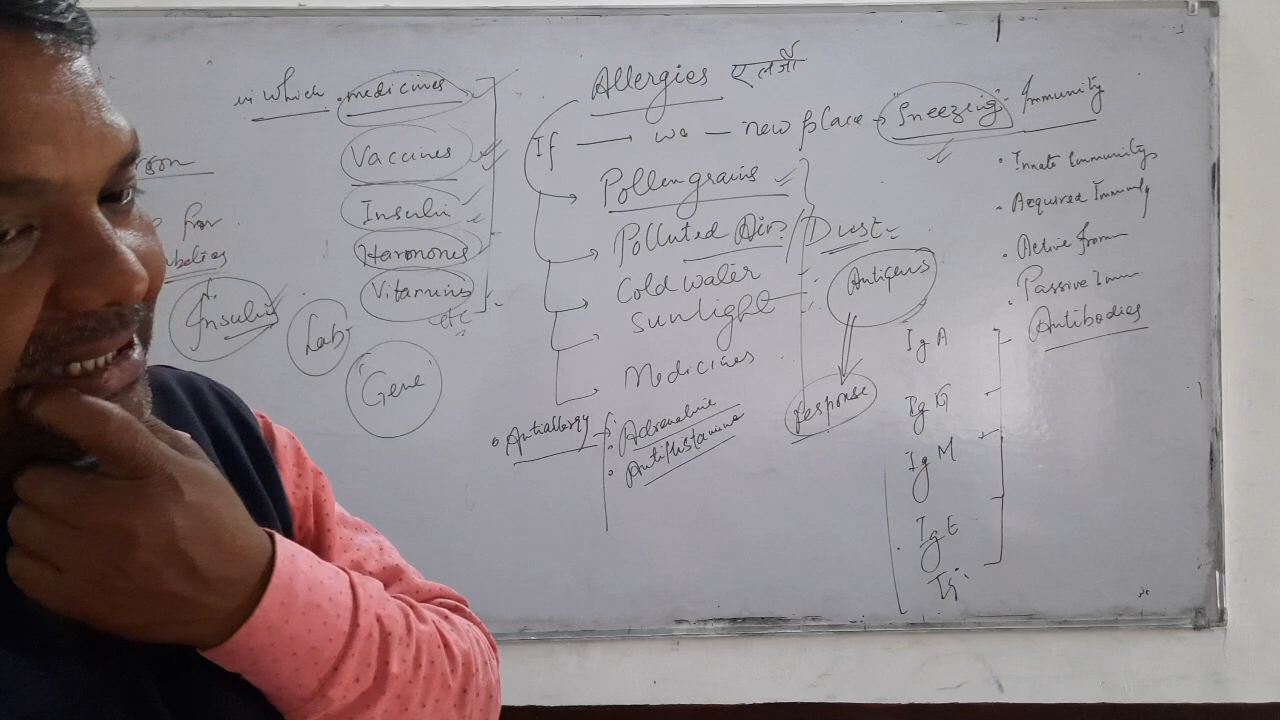 in which medicines
Vaccines
Insulin
Harmones
Vitamins
etc
from
Insulin
Lab
"Gene"
Allergies एलर्जी
If → we — new place → "Sneezing"
Pollengrains
Polluted Air / Dust
Cold water
Sunlight
Medicines
Antiallergy
Adrenaline
Antihistamine
Antigens
Response
Immunity
Innate Immunity
Acquired Immunity
Active
Passive Imm
Antibodies
IgA
IgG
IgM
IgE